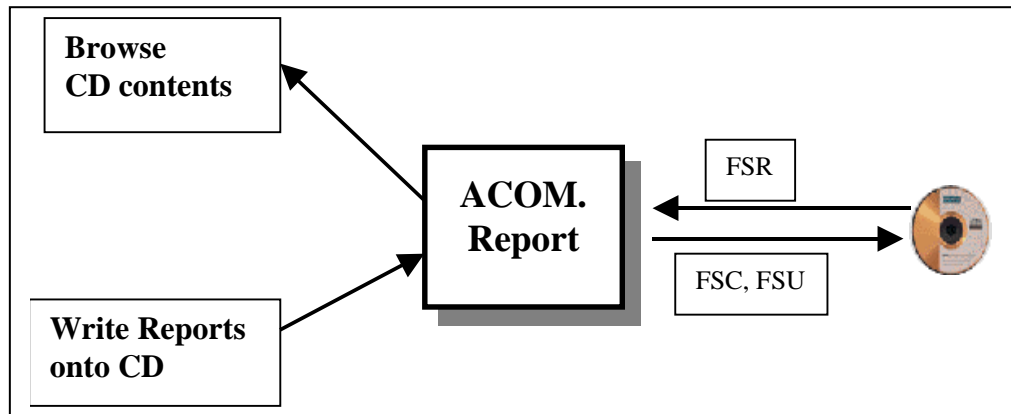 Browse
CD contents
ACOM.
Report
FSR
FSC, FSU
Write Reports
onto CD